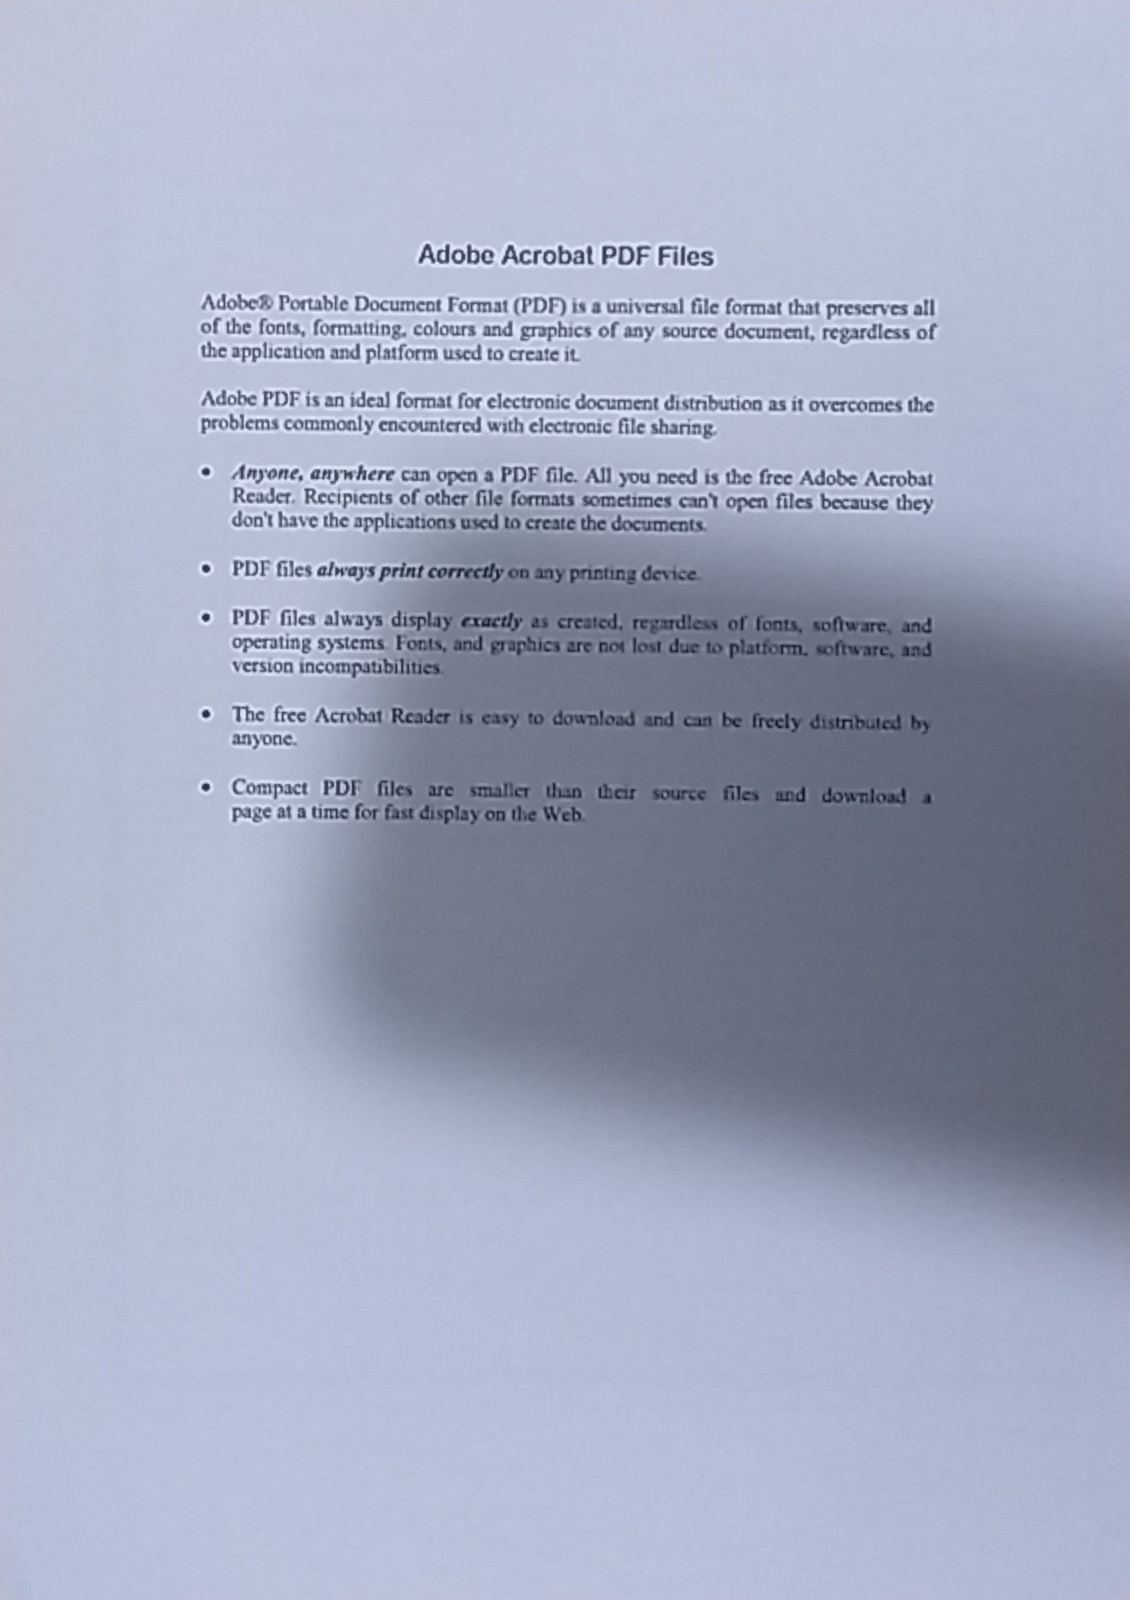 Adobe Acrobat PDF Files
Adobe® Portable Document Format (PDF) is a universal file format that preserves all
of the fonts, formatting, colours and graphics of any source document, regardless of
the application and platform used to create it.
Adobe PDF is an ideal format for electronic document distribution as it overcomes the
problems commonly encountered with electronic file sharing.
• Anyone, anywhere can open a PDF file. All you need is the free Adobe Acrobat
Reader. Recipients of other file formats sometimes can't open files because they
don't have the applications used to create the documents.
• PDF files always print correctly on any printing device.
• PDF files always display exactly as created, regardless of fonts, software, and
operating systems. Fonts, and graphics are not lost due to platform, software, and
version incompatibilities.
• The free Acrobat Reader is easy to download and can be freely distributed by
anyone.
• Compact PDF files are smaller than their source files and download a
page at a time for fast display on the Web.